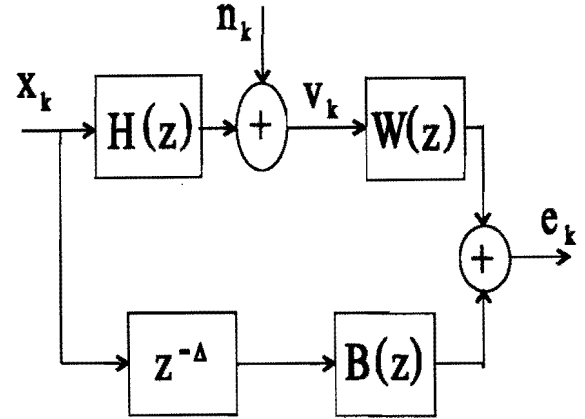 n_k
x_k
H(z)
+
v_k
W(z)
+
e_k
z^{-Δ}
B(z)